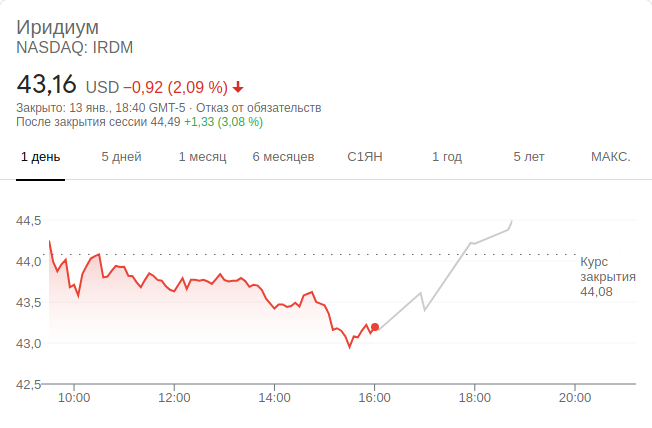 Иридиум
NASDAQ: IRDM
43,16 USD −0,92 (2,09 %)
Закрыто: 13 янв., 18:40 GMT-5 · Отказ от обязательств
После закрытия сессии 44,49 +1,33 (3,08 %)
1 день 5 дней 1 месяц 6 месяцев С1ЯН 1 год 5 лет МАКС.
44,5
44,0
43,5
43,0
42,5
Курс
закрытия
44,08
10:00 12:00 14:00 16:00 18:00 20:00